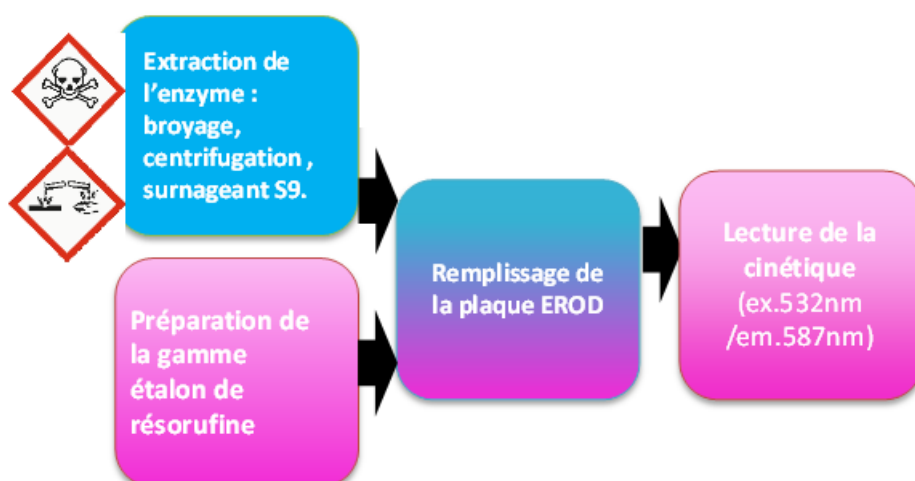 Extraction de
l’enzyme :
broyage,
centrifugation ,
surnageant S9.
Préparation de
la gamme
étalon de
résorufine
Remplissage de
la plaque EROD
Lecture de la
cinétique
(ex.532nm
/em.587nm)